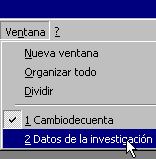 Ventana ?
Nueva ventana
Organizar todo
Dividir
1 Cambiodecuenta
2 Datos de la investigación